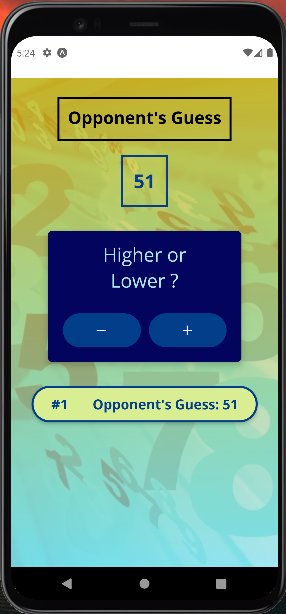 5:24
Opponent's Guess
51
Higher or
Lower ?
− +
#1 Opponent's Guess: 51